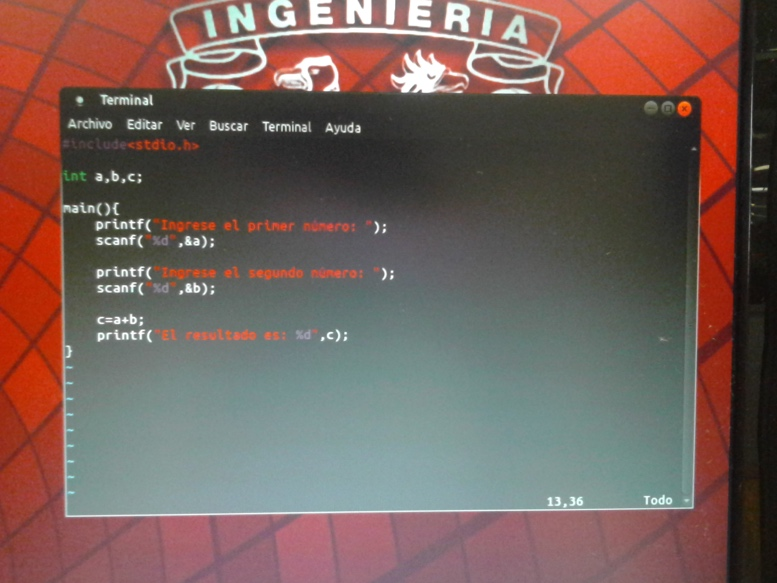 INGENIERIA
Terminal
Archivo Editar Ver Buscar Terminal Ayuda
#include<stdio.h>
int a,b,c;
main(){
printf("Ingrese el primer número: ");
scanf("%d",&a);
printf("Ingrese el segundo número: ");
scanf("%d",&b);
c=a+b;
printf("El resultado es: %d",c);
}
~
~
~
~
~
~
~
~
~
13,36 Todo